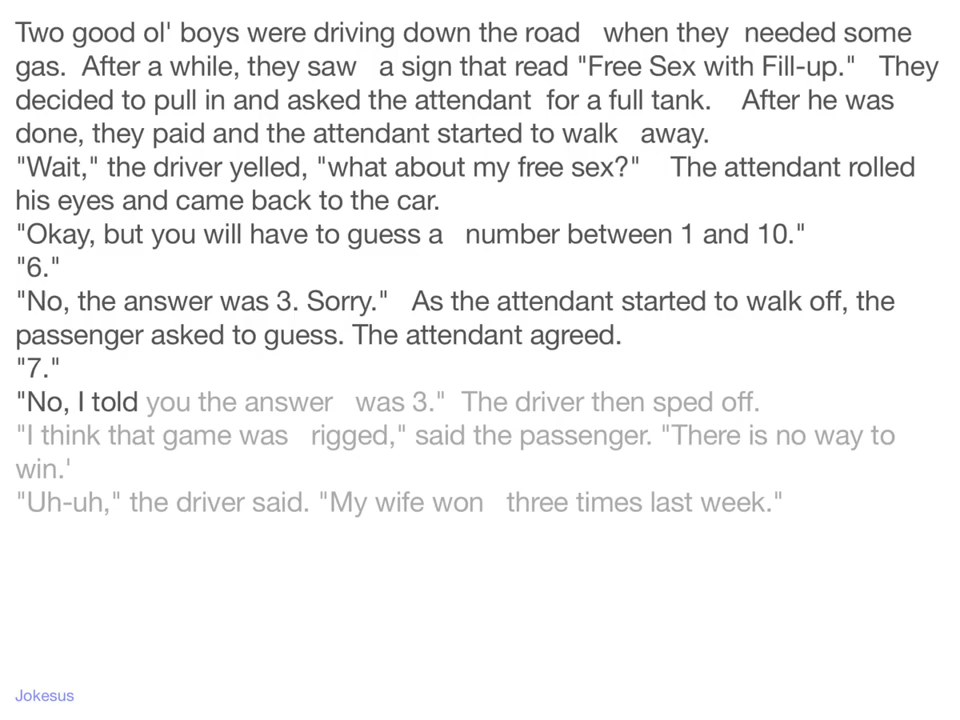 Two good ol' boys were driving down the road   when they  needed some
gas.  After a while, they saw   a sign that read "Free Sex with Fill-up."   They
decided to pull in and asked the attendant  for a full tank.    After he was
done, they paid and the attendant started to walk   away.
"Wait," the driver yelled, "what about my free sex?"    The attendant rolled
his eyes and came back to the car.
"Okay, but you will have to guess a   number between 1 and 10."
"6."
"No, the answer was 3. Sorry."   As the attendant started to walk off, the
passenger asked to guess. The attendant agreed.
"7."
"No, I told you the answer   was 3."  The driver then sped off.
"I think that game was   rigged," said the passenger. "There is no way to
win.'
"Uh-uh," the driver said. "My wife won   three times last week."
Jokesus